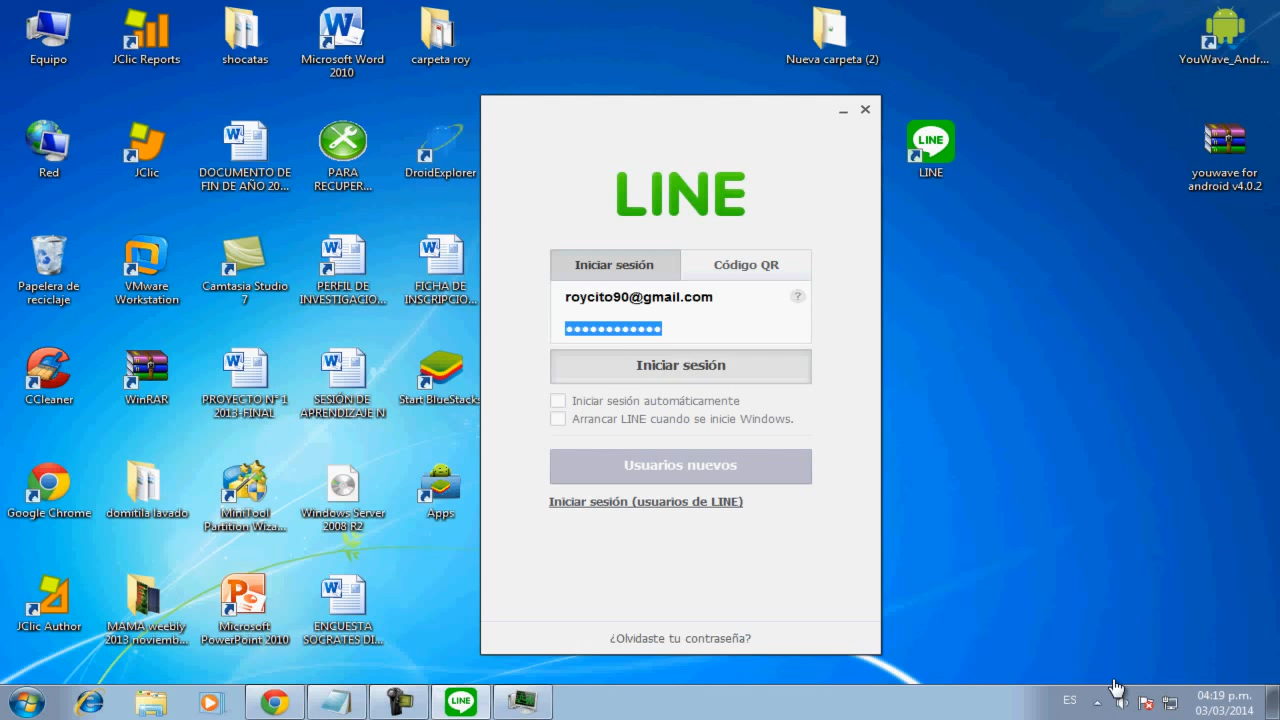 Equipo
JClic Reports
shocatas
Microsoft Word
2010
carpeta roy
Nueva carpeta (2)
YouWave_Andr...
Red
JClic
DOCUMENTO DE
FIN DE AÑO 20...
PARA
RECUPER...
DroidExplorer
LINE
LINE
youwave for
android v4.0.2
Papelera de
reciclaje
VMware
Workstation
Camtasia Studio
7
PERFIL DE
INVESTIGACIO...
FICHA DE
INSCRIPCIO...
CCleaner
WinRAR
PROYECTO Nº 1
2013-FINAL
SESIÓN DE
APRENDIZAJE N
Start BlueStacks
Google Chrome
domitila lavado
MiniTool
Partition Wiza...
Windows Server
2008 R2
Apps
JClic Author
MAMA weebly
2013 noviemb...
Microsoft
PowerPoint 2010
ENCUESTA
SOCRATES DI...
LINE
Iniciar sesión
Código QR
roycito90@gmail.com
?
••••••••••••
Iniciar sesión
Iniciar sesión automáticamente
Arrancar LINE cuando se inicie Windows.
Usuarios nuevos
Iniciar sesión (usuarios de LINE)
¿Olvidaste tu contraseña?
LINE
ES
04:19 p.m.
03/03/2014